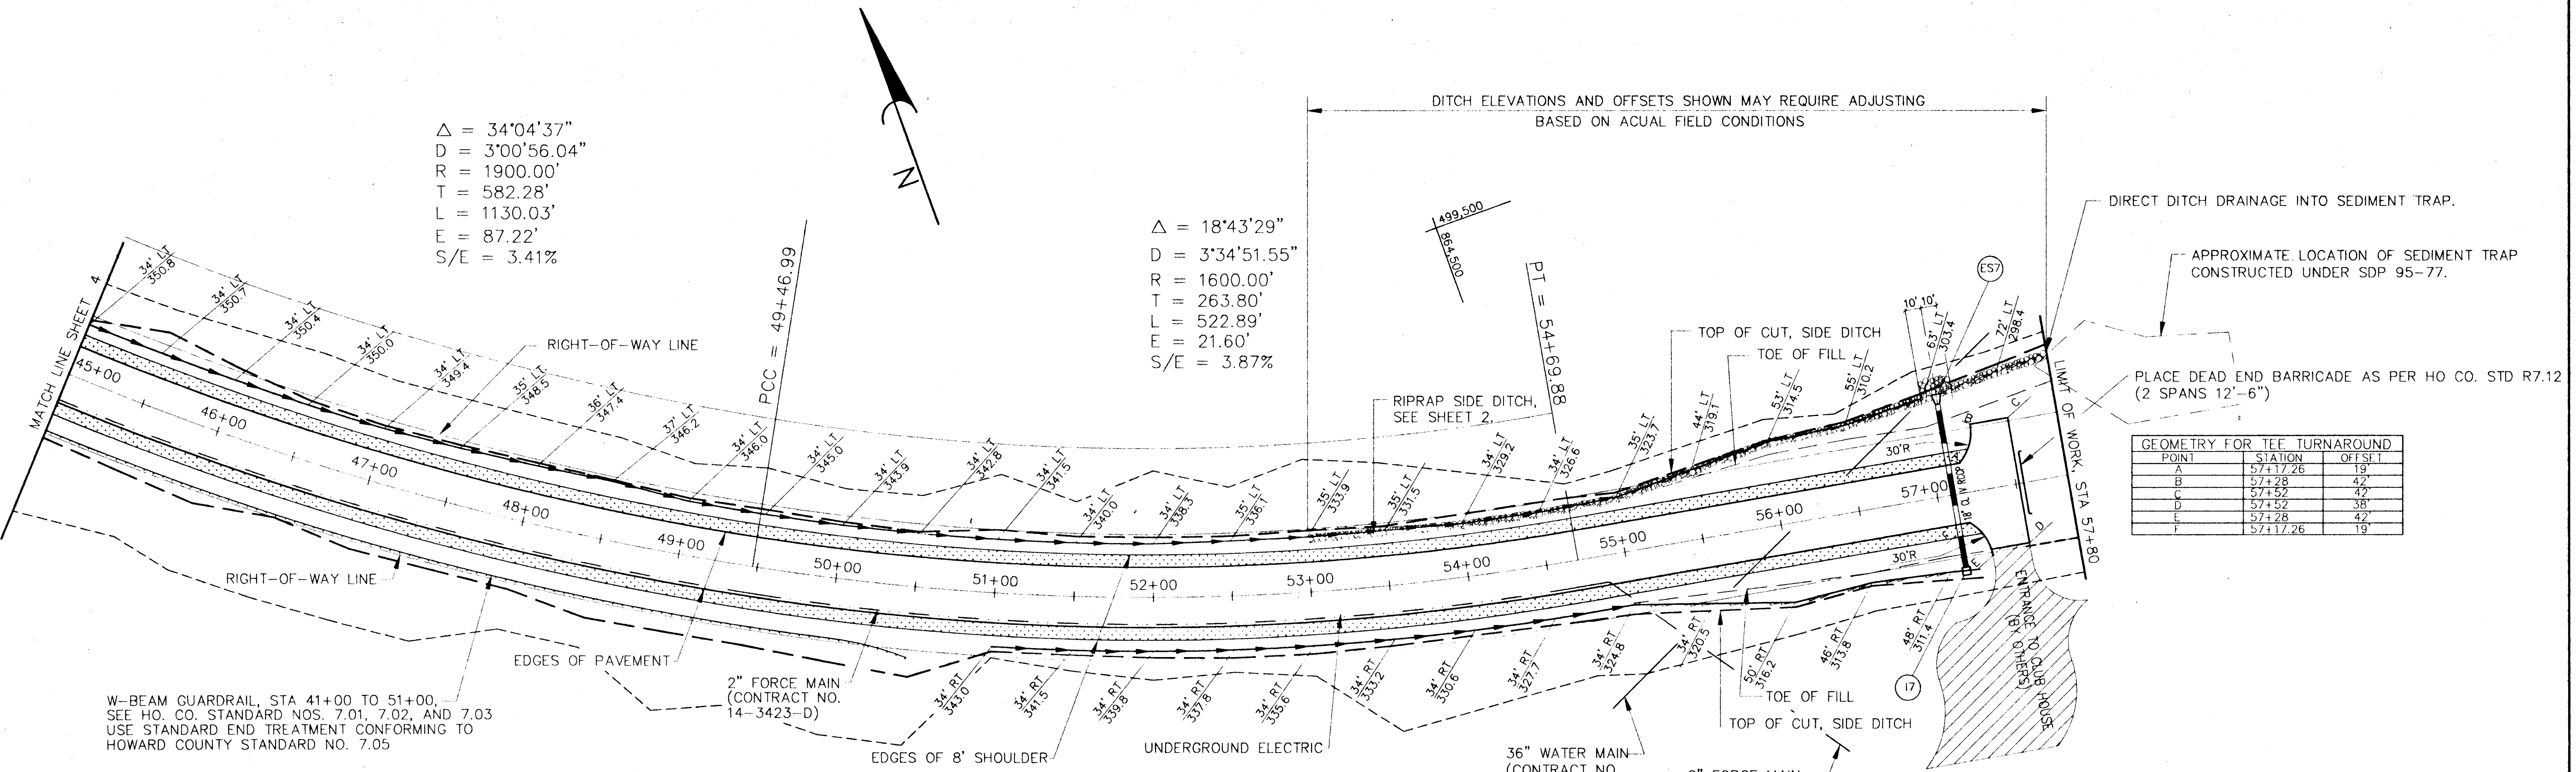 Δ = 34°04'37"
D = 3°00'56.04"
R = 1900.00'
T = 582.28'
L = 1130.03'
E = 87.22'
S/E = 3.41%
N
DITCH ELEVATIONS AND OFFSETS SHOWN MAY REQUIRE ADJUSTING
BASED ON ACUAL FIELD CONDITIONS
Δ = 18°43'29"
D = 3°34'51.55"
R = 1600.00'
T = 263.80'
L = 522.89'
E = 21.60'
S/E = 3.87%
499,500
864,500
DIRECT DITCH DRAINAGE INTO SEDIMENT TRAP.
APPROXIMATE LOCATION OF SEDIMENT TRAP
CONSTRUCTED UNDER SDP 95-77.
PLACE DEAD END BARRICADE AS PER HO CO. STD R7.12
(2 SPANS 12'-6")
GEOMETRY FOR TEE TURNAROUND
POINT STATION OFFSET
A 57+17.26 19'
B 57+28 42'
C 57+52 42'
D 57+52 38'
E 57+28 42'
F 57+17.26 19'
MATCH LINE SHEET 4
34' LT
350.8
34' LT
350.7
34' LT
350.4
34' LT
350.0
34' LT
349.4
35' LT
348.5
36' LT
347.4
37' LT
346.2
34' LT
346.0
34' LT
345.0
34' LT
343.9
34' LT
342.8
34' LT
341.5
34' LT
340.0
34' LT
338.3
35' LT
336.1
35' LT
333.9
35' LT
331.5
34' LT
329.2
34' LT
326.6
35' LT
323.7
44' LT
319.1
53' LT
314.5
55' LT
310.2
63' LT
303.4
72' LT
298.4
10' 10'
ES7
RIGHT-OF-WAY LINE
PCC = 49+46.99
PT = 54+69.88
RIPRAP SIDE DITCH,
SEE SHEET 2.
TOP OF CUT, SIDE DITCH
TOE OF FILL
LIMIT OF WORK, STA 57+80
45+00
46+00
47+00
48+00
49+00
50+00
51+00
52+00
53+00
54+00
55+00
56+00
57+00
30'R
30'R
A
B
C
D
E
18" CL IV RCCP
ENTRANCE TO CLUB HOUSE
(BY OTHERS)
RIGHT-OF-WAY LINE
EDGES OF PAVEMENT
2" FORCE MAIN
(CONTRACT NO.
14-3423-D)
W-BEAM GUARDRAIL, STA 41+00 TO 51+00,
SEE HO. CO. STANDARD NOS. 7.01, 7.02, AND 7.03
USE STANDARD END TREATMENT CONFORMING TO
HOWARD COUNTY STANDARD NO. 7.05
EDGES OF 8' SHOULDER
UNDERGROUND ELECTRIC
34' RT
343.0
34' RT
341.5
34' RT
339.8
34' RT
337.8
34' RT
335.6
34' RT
333.2
34' RT
330.6
34' RT
327.7
34' RT
324.8
34' RT
320.5
50' RT
316.2
46' RT
313.8
48' RT
311.4
I7
TOE OF FILL
TOP OF CUT, SIDE DITCH
36" WATER MAIN
(CONTRACT NO.